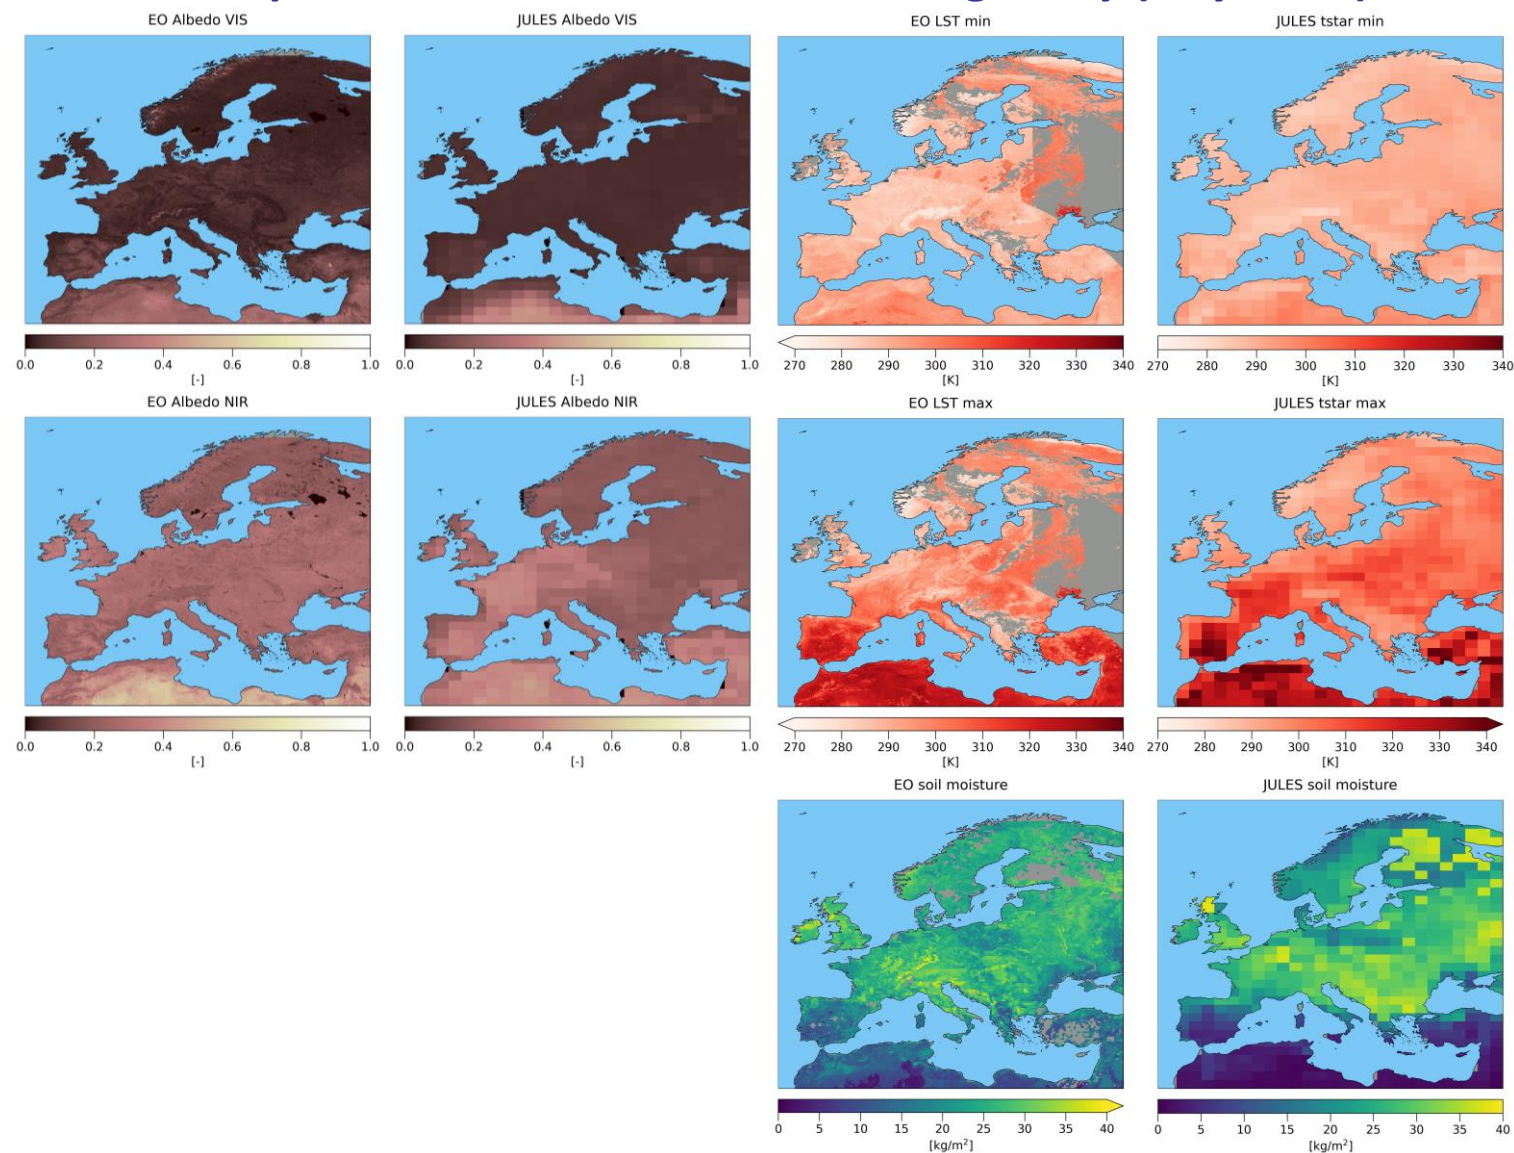 EO Albedo VIS
JULES Albedo VIS
EO LST min
JULES tstar min
0.0 0.2 0.4 0.6 0.8 1.0
[-]
0.0 0.2 0.4 0.6 0.8 1.0
[-]
270 280 290 300 310 320 330 340
[K]
270 280 290 300 310 320 330 340
[K]
EO Albedo NIR
JULES Albedo NIR
EO LST max
JULES tstar max
0.0 0.2 0.4 0.6 0.8 1.0
[-]
0.0 0.2 0.4 0.6 0.8 1.0
[-]
270 280 290 300 310 320 330 340
[K]
270 280 290 300 310 320 330 340
[K]
EO soil moisture
JULES soil moisture
0 5 10 15 20 25 30 35 40
[kg/m²]
0 5 10 15 20 25 30 35 40
[kg/m²]